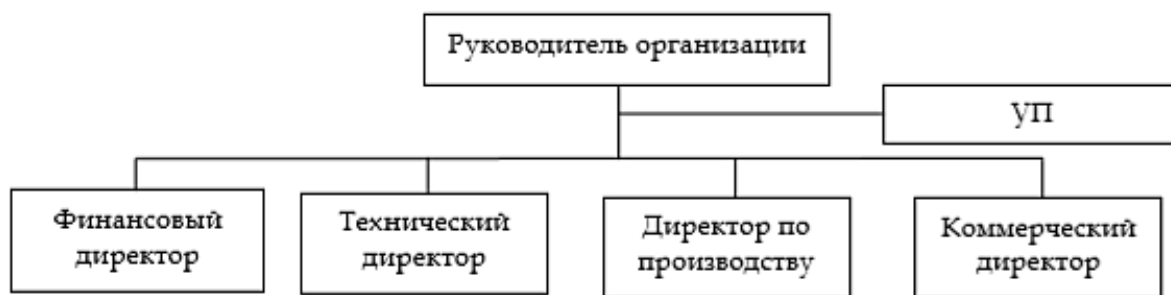 Руководитель организации
УП
Финансовый
директор
Технический
директор
Директор по
производству
Коммерческий
директор